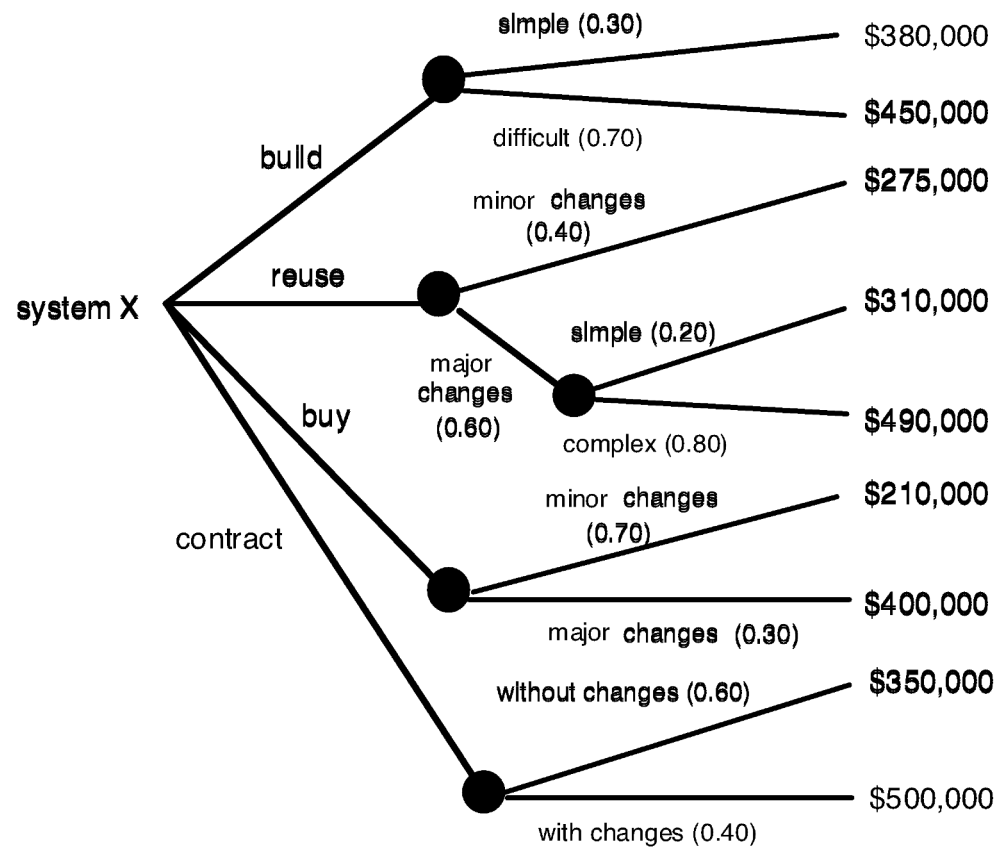 simple (0.30)
$380,000
$450,000
difficult (0.70)
build
$275,000
minor changes
(0.40)
reuse
system X
$310,000
simple (0.20)
major
changes
(0.60)
buy
$490,000
complex (0.80)
$210,000
minor changes
(0.70)
contract
$400,000
major changes (0.30)
$350,000
without changes (0.60)
$500,000
with changes (0.40)